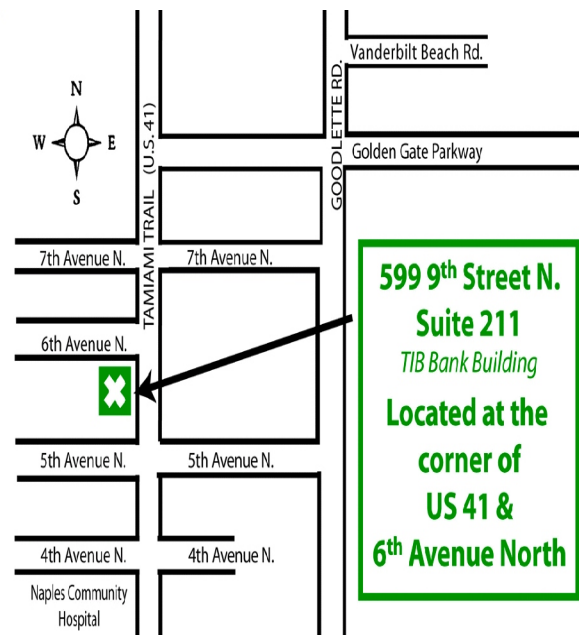 Vanderbilt Beach Rd.
N
W
E
S
TAMIAMI TRAIL (U.S. 41)
GOODLETTE RD.
Golden Gate Parkway
7th Avenue N.
7th Avenue N.
6th Avenue N.
5th Avenue N.
5th Avenue N.
4th Avenue N.
4th Avenue N.
Naples Community
Hospital
599 9th Street N.
Suite 211
TIB Bank Building
Located at the
corner of
US 41 &
6th Avenue North